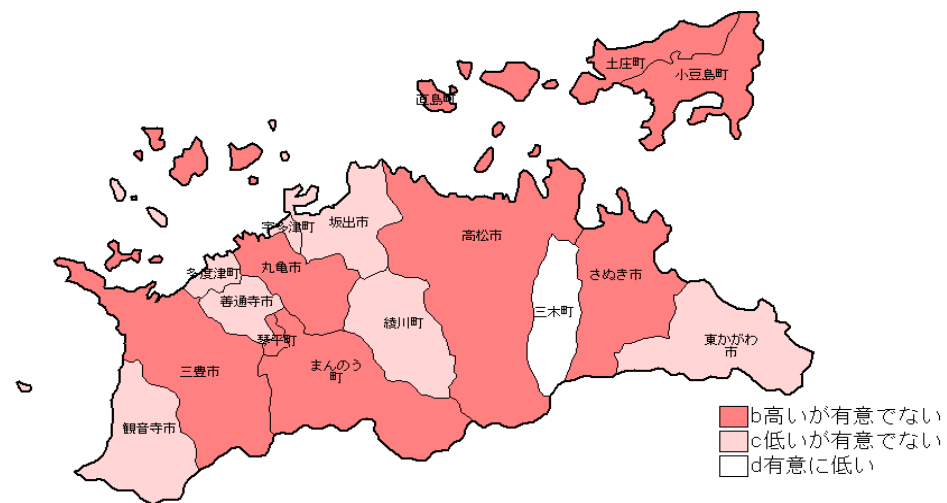 土庄町
小豆島町
直島町
宇多津町
坂出市
高松市
多度津町
丸亀市
さぬき市
善通寺市
三木町
綾川町
琴平町
東かがわ
市
三豊市
まんのう
町
観音寺市
b高いが有意でない
c低いが有意でない
d有意に低い